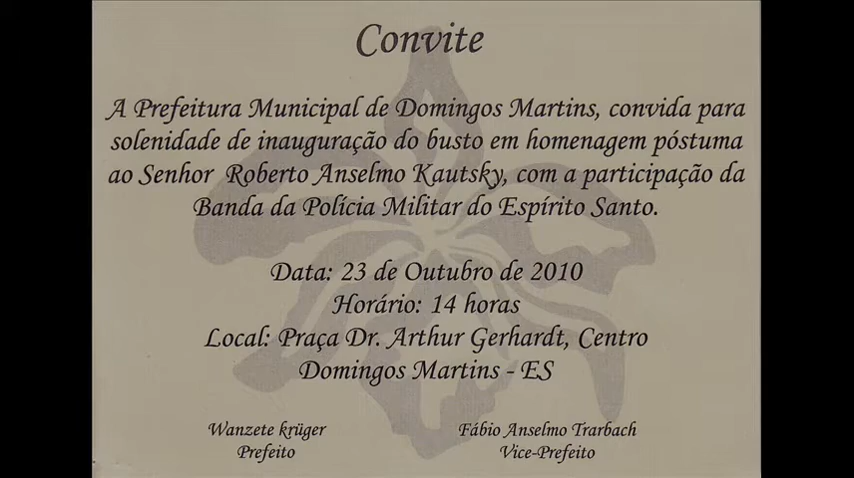 Convite
A Prefeitura Municipal de Domingos Martins, convida para
solenidade de inauguração do busto em homenagem póstuma
ao Senhor Roberto Anselmo Kautsky, com a participação da
Banda da Polícia Militar do Espírito Santo.
Data: 23 de Outubro de 2010
Horário: 14 horas
Local: Praça Dr. Arthur Gerhardt, Centro
Domingos Martins - ES
Wanzete krüger
Fábio Anselmo Trarbach
Prefeito
Vice-Prefeito